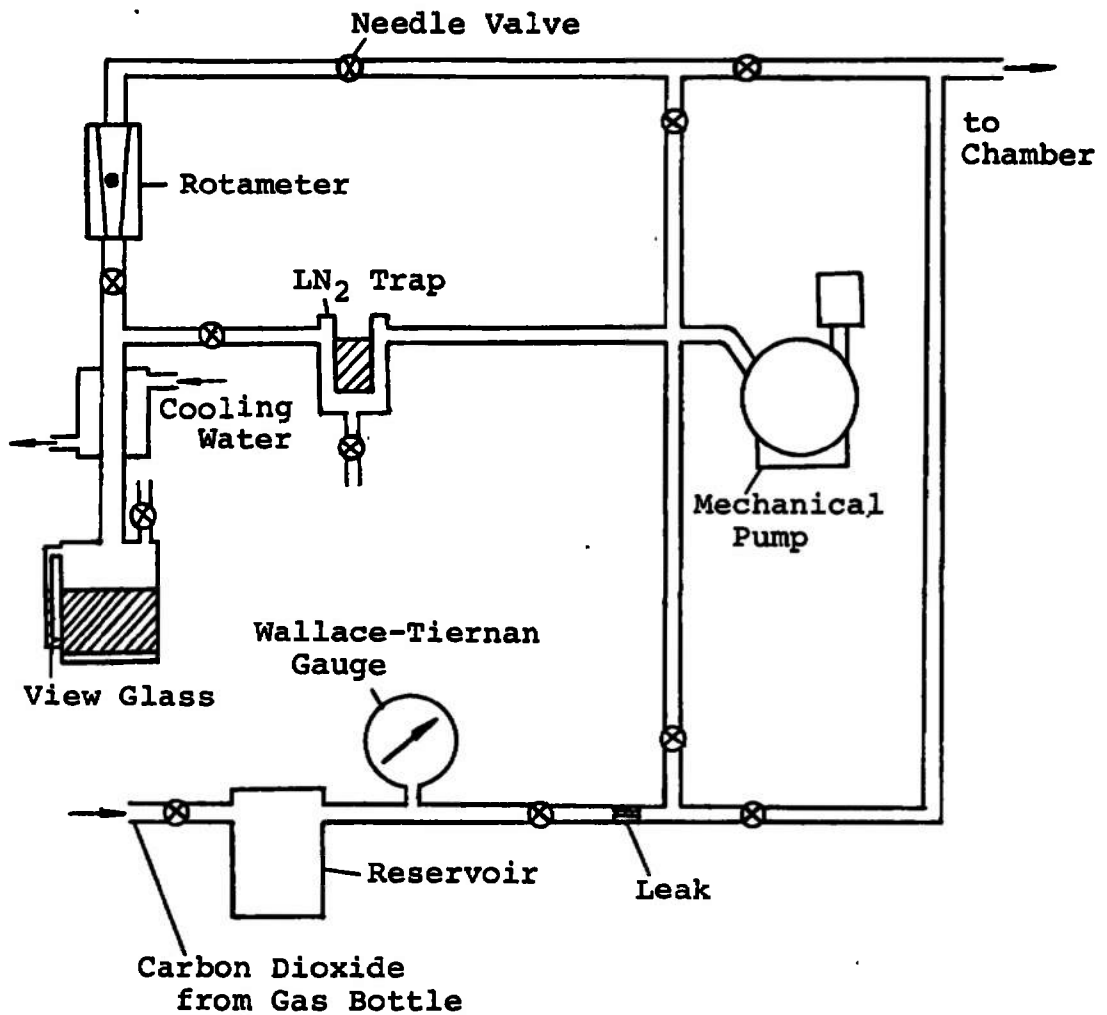 Needle Valve
to
Chamber
Rotameter
LN2 Trap
Cooling
Water
Mechanical
Pump
Wallace-Tiernan
Gauge
View Glass
Reservoir
Leak
Carbon Dioxide
from Gas Bottle